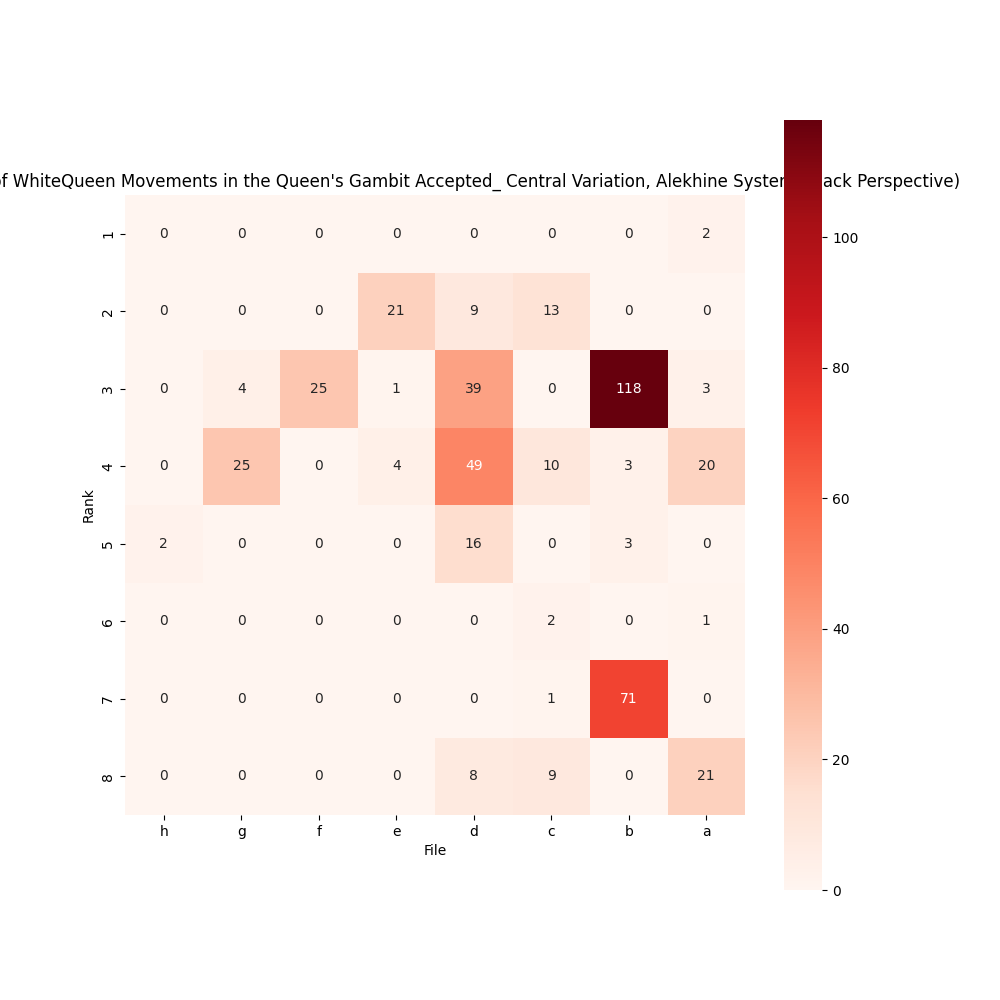 of WhiteQueen Movements in the Queen's Gambit Accepted_ Central Variation, Alekhine System Perspective)
1 0 0 0 0 0 0 0 2
2 0 0 0 21 9 13 0 0
3 0 4 25 1 39 0 118 3
4 0 25 0 4 49 10 3 20
5 2 0 0 0 16 0 3 0
6 0 0 0 0 0 2 0 1
7 0 0 0 0 0 1 71 0
8 0 0 0 0 8 9 0 21
h g f e d c b a
File
Rank
100
80
60
40
20
0